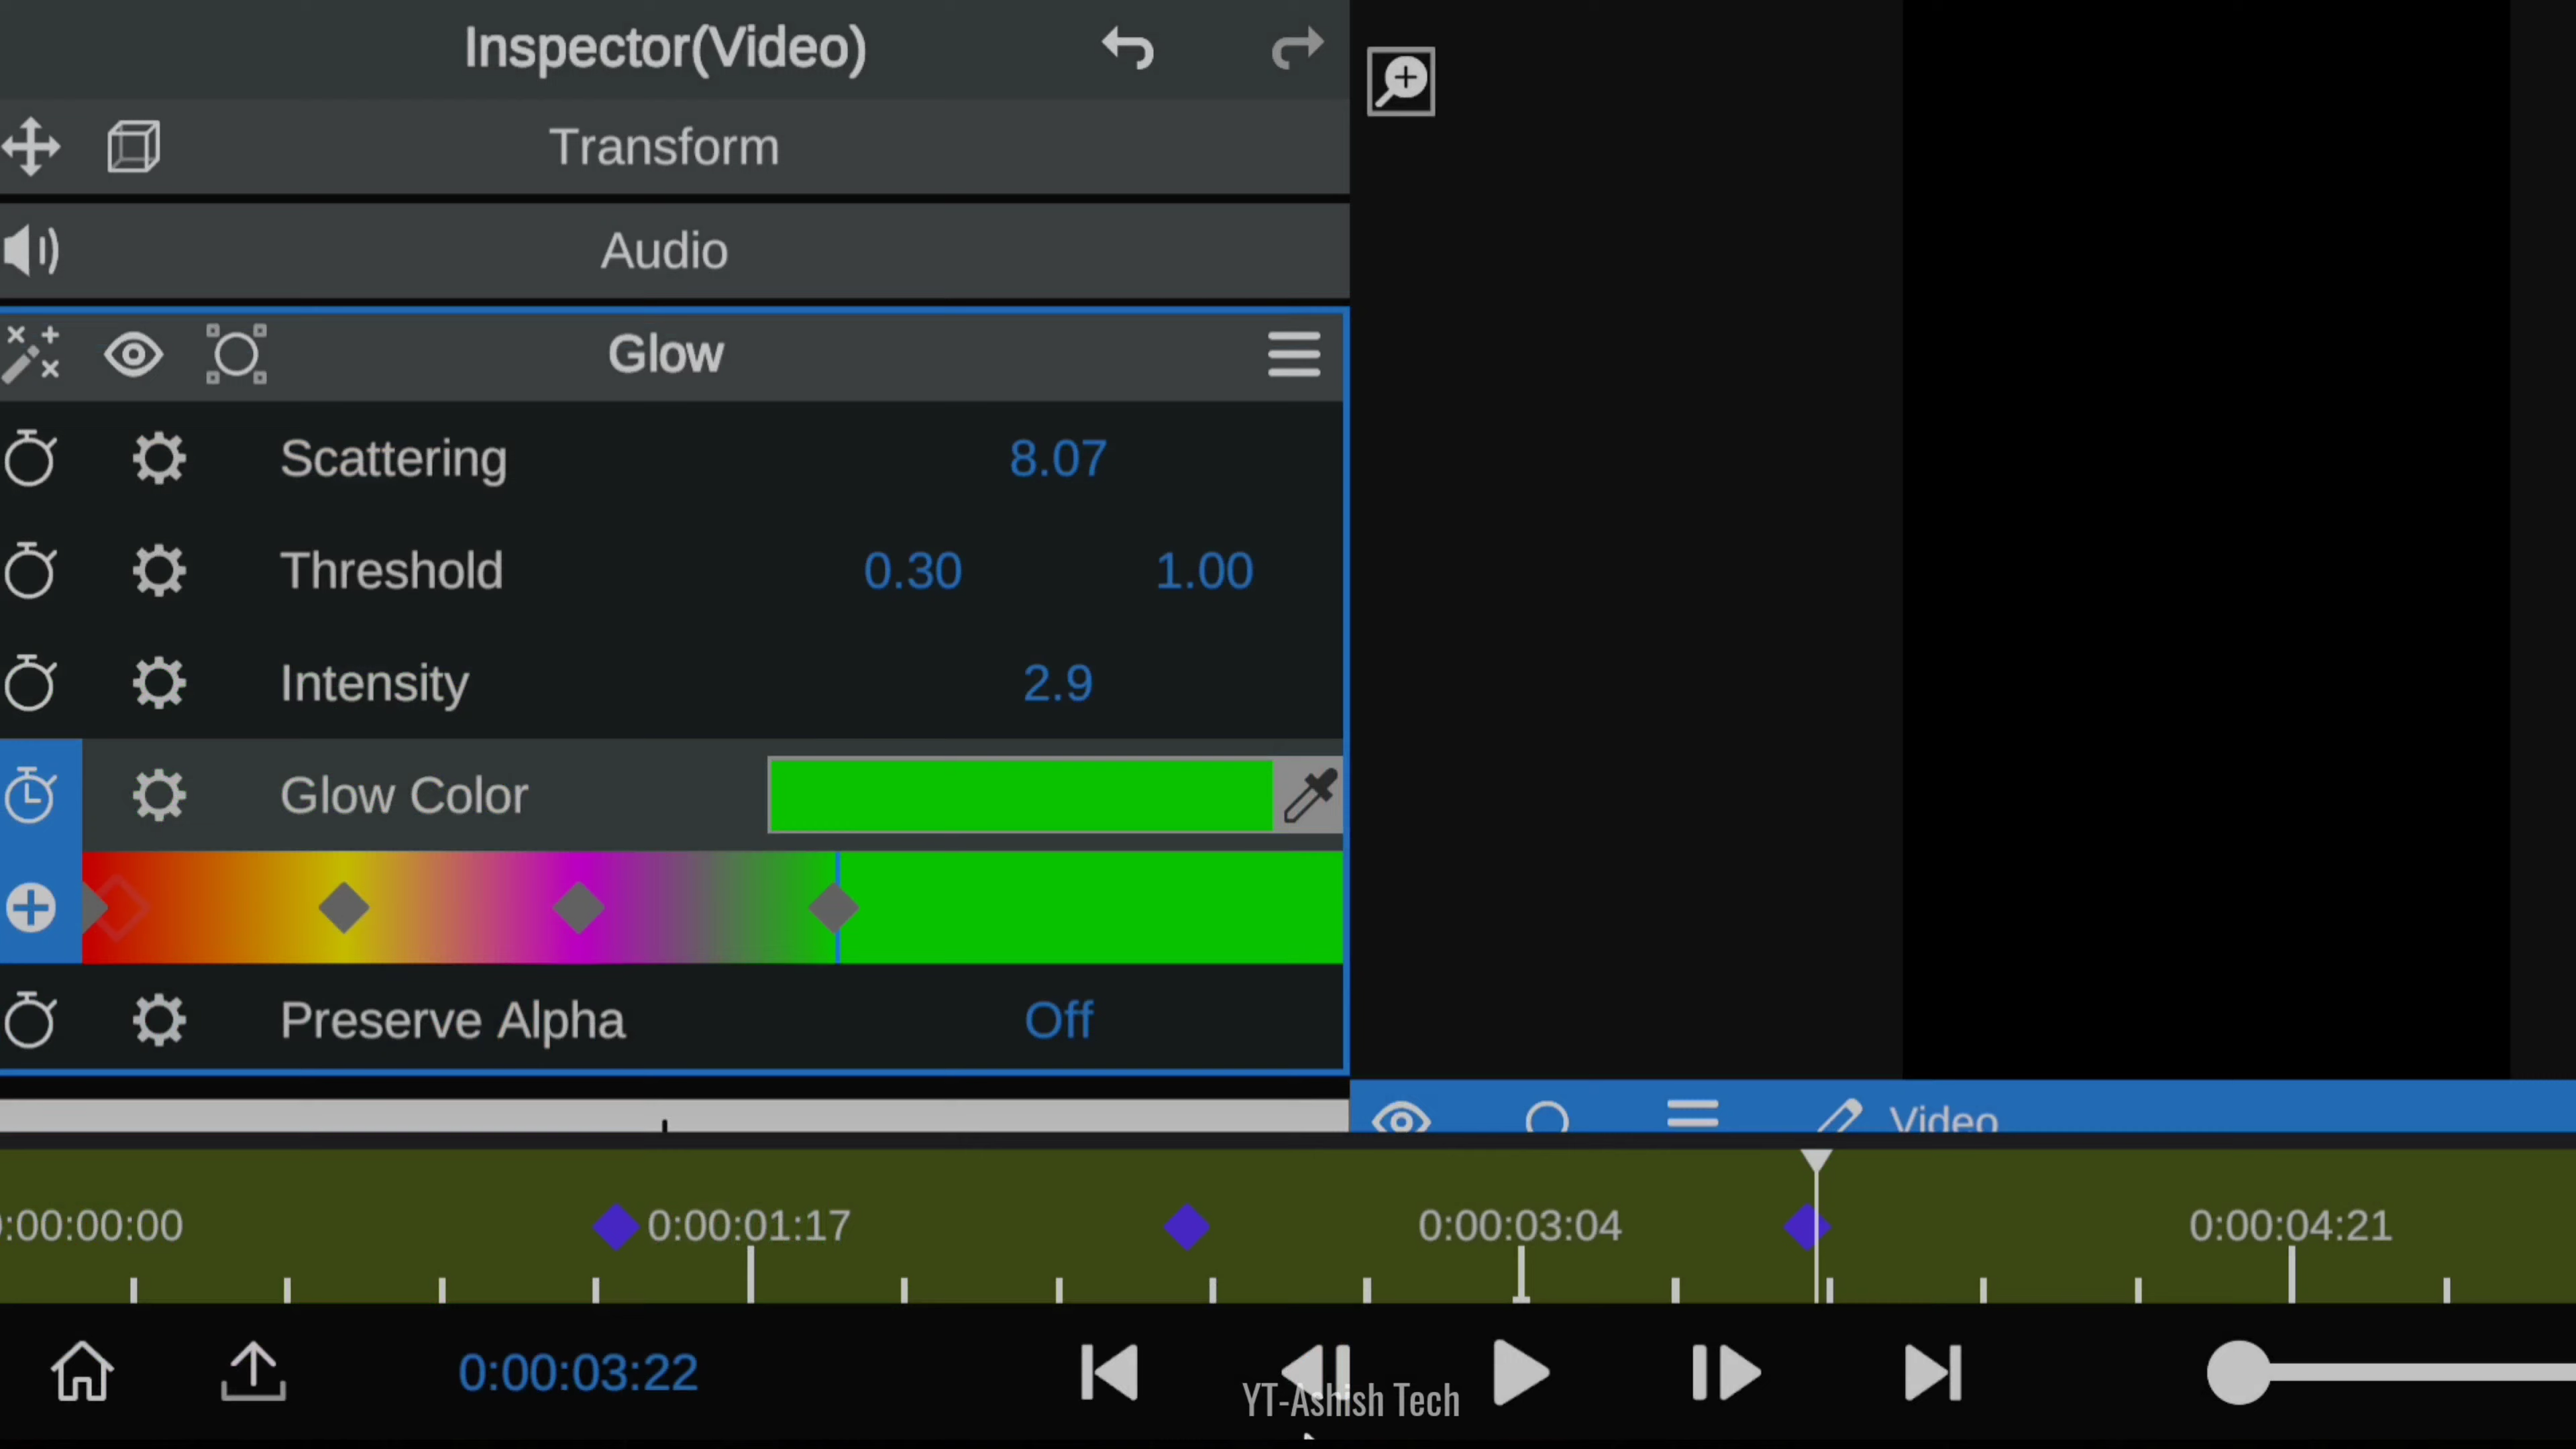 Inspector(Video)
Transform
Audio
Glow
Scattering 8.07
Threshold 0.30 1.00
Intensity 2.9
Glow Color
Preserve Alpha Off
Video
:00:00:00 0:00:01:17 0:00:03:04 0:00:04:21
0:00:03:22
YT-Ashish Tech